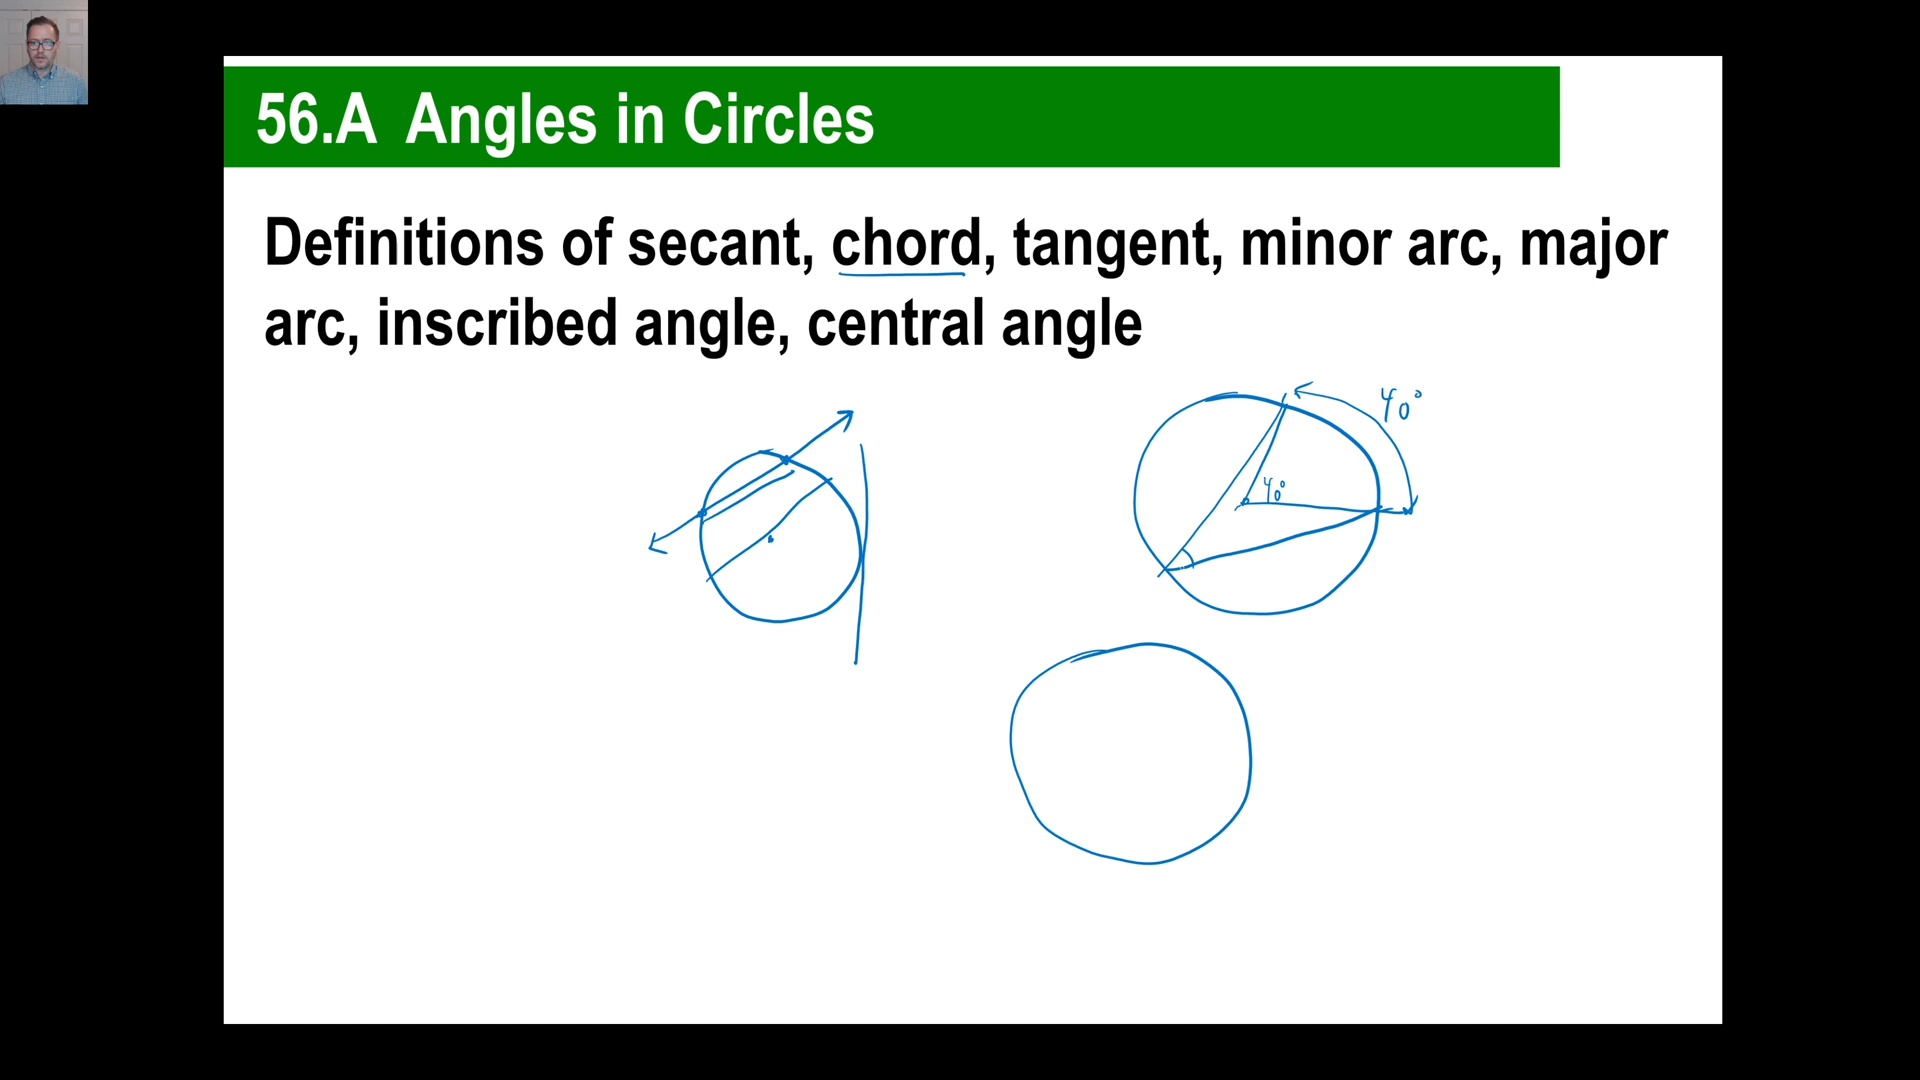 56.A Angles in Circles
Definitions of secant, chord, tangent, minor arc, major
arc, inscribed angle, central angle
40°
40°